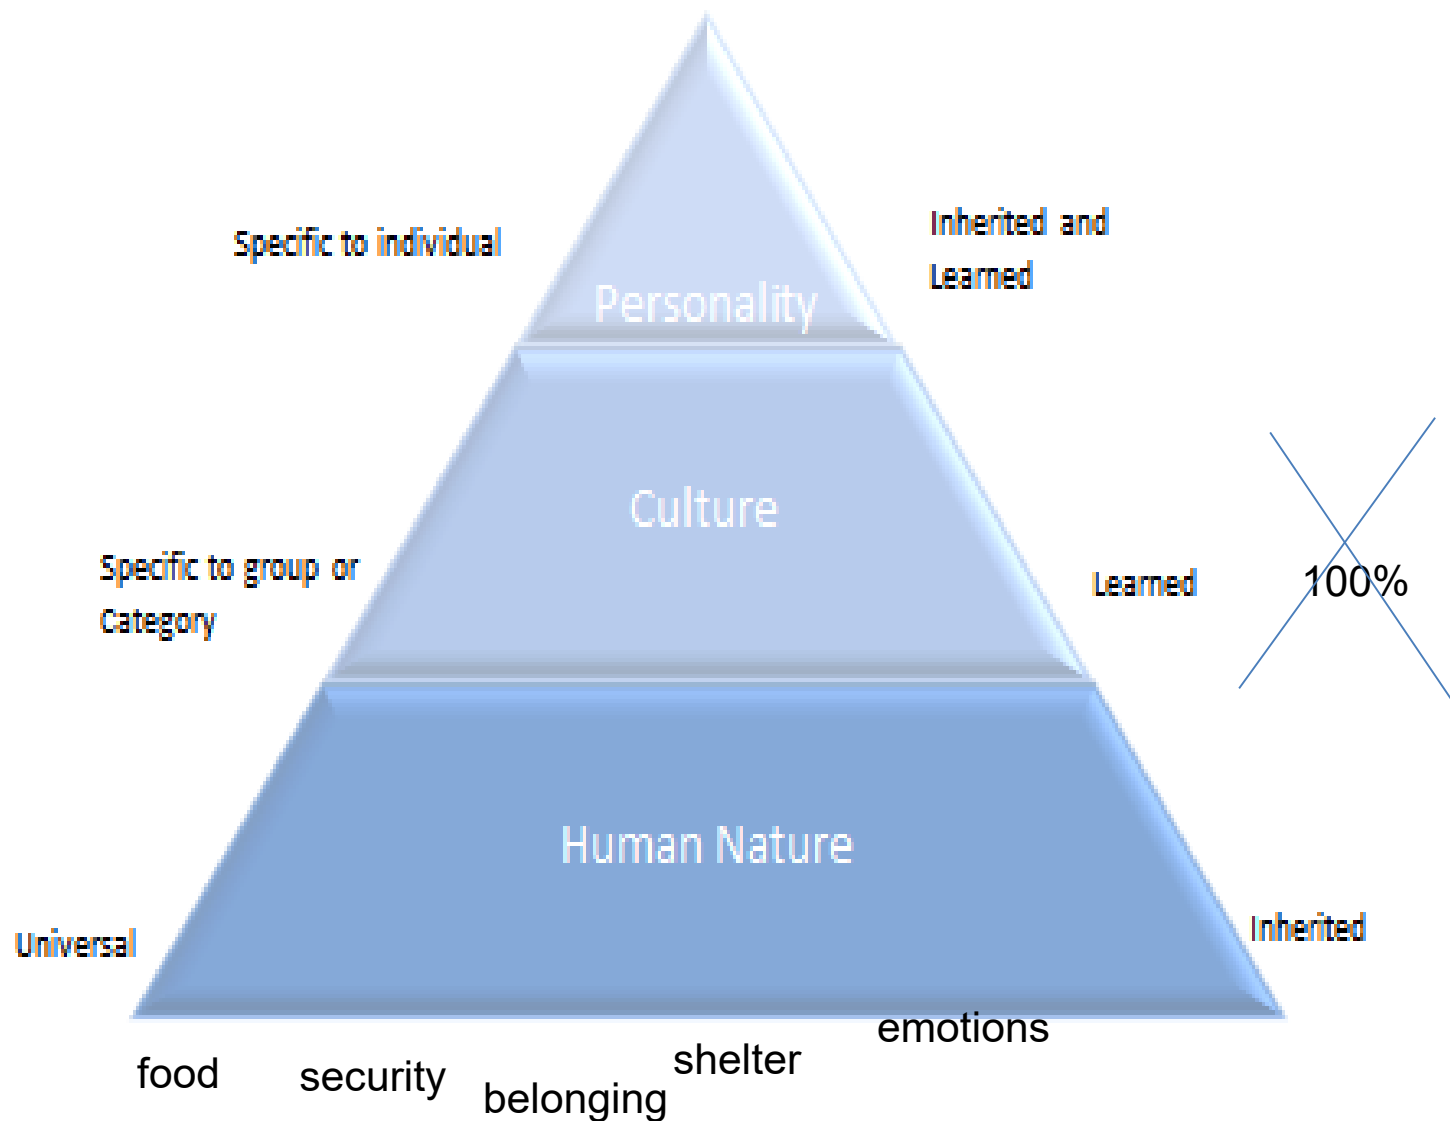 Specific to individual
Inherited and
Learned
Personality
Culture
Specific to group or
Category
Learned
100%
Human Nature
Universal
Inherited
food
security
belonging
shelter
emotions